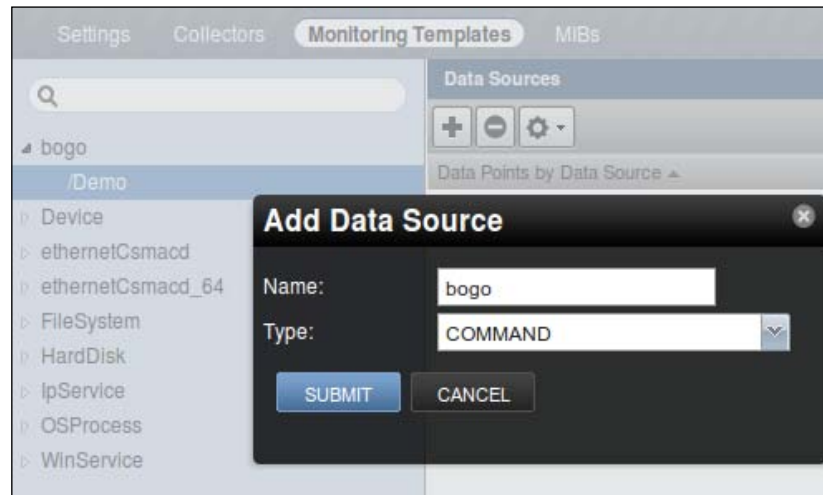 Settings Collectors Monitoring Templates MIBs
Data Sources
bogo
/Demo
Data Points by Data Source
Device
ethernetCsmacd
ethernetCsmacd_64
FileSystem
HardDisk
IpService
OSProcess
WinService
Add Data Source
Name: bogo
Type: COMMAND
SUBMIT CANCEL